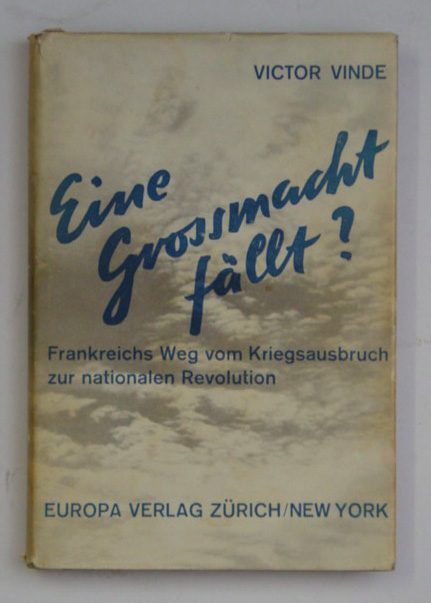 VICTOR VINDE
Eine
Grossmacht
fällt?
Frankreichs Weg vom Kriegsausbruch
zur nationalen Revolution
EUROPA VERLAG ZÜRICH/NEW YORK